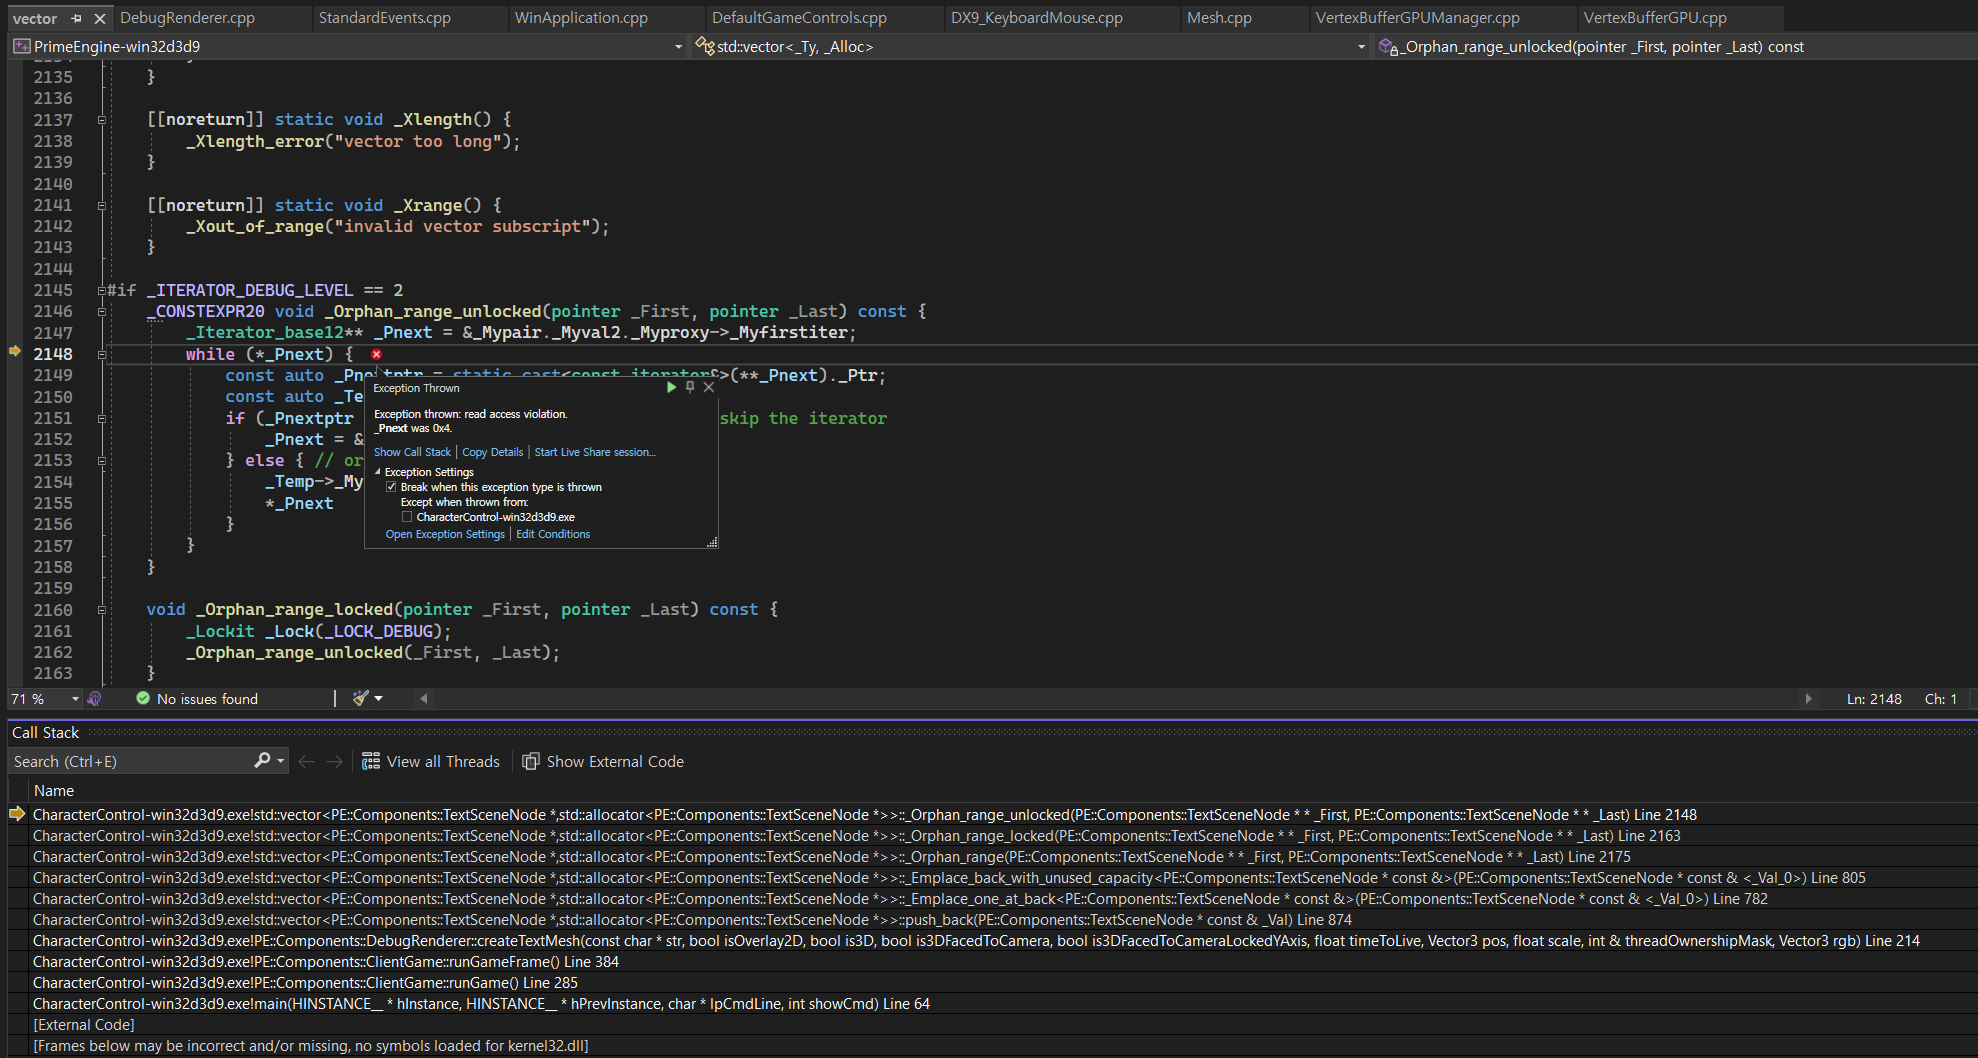 vector
DebugRenderer.cpp
StandardEvents.cpp
WinApplication.cpp
DefaultGameControls.cpp
DX9_KeyboardMouse.cpp
Mesh.cpp
VertexBufferGPUManager.cpp
VertexBufferGPU.cpp
PrimeEngine-win32d3d9
std::vector<_Ty, _Alloc>
_Orphan_range_unlocked(pointer _First, pointer _Last) const
2135 }
2136
2137 [[noreturn]] static void _Xlength() {
2138 _Xlength_error("vector too long");
2139 }
2140
2141 [[noreturn]] static void _Xrange() {
2142 _Xout_of_range("invalid vector subscript");
2143 }
2144
2145 #if _ITERATOR_DEBUG_LEVEL == 2
2146 _CONSTEXPR20 void _Orphan_range_unlocked(pointer _First, pointer _Last) const {
2147 _Iterator_base12** _Pnext = &_Mypair._Myval2._Myproxy->_Myfirstiter;
2148 while (*_Pnext) {
2149 const auto _Pnextptr = static_cast<const_iterator&>(**_Pnext)._Ptr;
2150 const auto _Te
2151 if (_Pnextptr skip the iterator
2152 _Pnext = &
2153 } else { // or
2154 _Temp->_My
2155 *_Pnext
2156 }
2157 }
2158 }
2159
2160 void _Orphan_range_locked(pointer _First, pointer _Last) const {
2161 _Lockit _Lock(_LOCK_DEBUG);
2162 _Orphan_range_unlocked(_First, _Last);
2163 }
Exception Thrown
Exception thrown: read access violation.
_Pnext was 0x4.
Show Call Stack | Copy Details | Start Live Share session...
Exception Settings
Break when this exception type is thrown
Except when thrown from:
CharacterControl-win32d3d9.exe
Open Exception Settings | Edit Conditions
71 %
No issues found
Ln: 2148
Ch: 1
Call Stack
Search (Ctrl+E)
View all Threads
Show External Code
Name
CharacterControl-win32d3d9.exe!std::vector<PE::Components::TextSceneNode *,std::allocator<PE::Components::TextSceneNode *>>::_Orphan_range_unlocked(PE::Components::TextSceneNode * * _First, PE::Components::TextSceneNode * * _Last) Line 2148
CharacterControl-win32d3d9.exe!std::vector<PE::Components::TextSceneNode *,std::allocator<PE::Components::TextSceneNode *>>::_Orphan_range_locked(PE::Components::TextSceneNode * * _First, PE::Components::TextSceneNode * * _Last) Line 2163
CharacterControl-win32d3d9.exe!std::vector<PE::Components::TextSceneNode *,std::allocator<PE::Components::TextSceneNode *>>::_Orphan_range(PE::Components::TextSceneNode * * _First, PE::Components::TextSceneNode * * _Last) Line 2175
CharacterControl-win32d3d9.exe!std::vector<PE::Components::TextSceneNode *,std::allocator<PE::Components::TextSceneNode *>>::_Emplace_back_with_unused_capacity<PE::Components::TextSceneNode * const &>(PE::Components::TextSceneNode * const & <_Val_0>) Line 805
CharacterControl-win32d3d9.exe!std::vector<PE::Components::TextSceneNode *,std::allocator<PE::Components::TextSceneNode *>>::_Emplace_one_at_back<PE::Components::TextSceneNode * const &>(PE::Components::TextSceneNode * const & <_Val_0>) Line 782
CharacterControl-win32d3d9.exe!std::vector<PE::Components::TextSceneNode *,std::allocator<PE::Components::TextSceneNode *>>::push_back(PE::Components::TextSceneNode * const & _Val) Line 874
CharacterControl-win32d3d9.exe!PE::Components::DebugRenderer::createTextMesh(const char * str, bool isOverlay2D, bool is3D, bool is3DFacedToCamera, bool is3DFacedToCameraLockedYAxis, float timeToLive, Vector3 pos, float scale, int & threadOwnershipMask, Vector3 rgb) Line 214
CharacterControl-win32d3d9.exe!PE::Components::ClientGame::runGameFrame() Line 384
CharacterControl-win32d3d9.exe!PE::Components::ClientGame::runGame() Line 285
CharacterControl-win32d3d9.exe!main(HINSTANCE__ * hInstance, HINSTANCE__ * hPrevInstance, char * lpCmdLine, int showCmd) Line 64
[External Code]
[Frames below may be incorrect and/or missing, no symbols loaded for kernel32.dll]